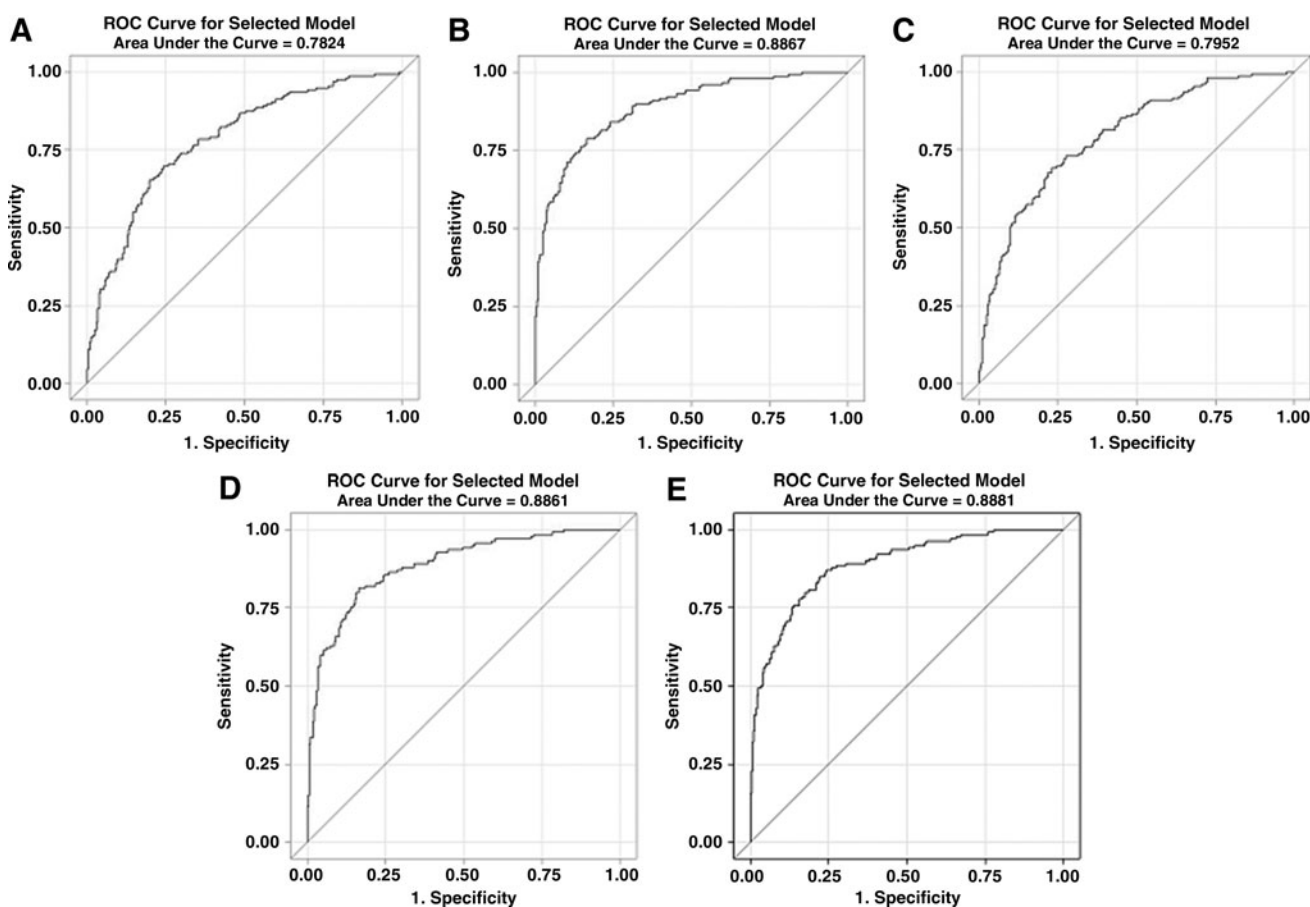 A
ROC Curve for Selected Model
Area Under the Curve = 0.7824
1.00
0.75
0.50
0.25
0.00
Sensitivity
0.00 0.25 0.50 0.75 1.00
1. Specificity
B
ROC Curve for Selected Model
Area Under the Curve = 0.8867
1.00
0.75
0.50
0.25
0.00
Sensitivity
0.00 0.25 0.50 0.75 1.00
1. Specificity
C
ROC Curve for Selected Model
Area Under the Curve = 0.7952
1.00
0.75
0.50
0.25
0.00
Sensitivity
0.00 0.25 0.50 0.75 1.00
1. Specificity
D
ROC Curve for Selected Model
Area Under the Curve = 0.8861
1.00
0.75
0.50
0.25
0.00
Sensitivity
0.00 0.25 0.50 0.75 1.00
1. Specificity
E
ROC Curve for Selected Model
Area Under the Curve = 0.8881
1.00
0.75
0.50
0.25
0.00
Sensitivity
0.00 0.25 0.50 0.75 1.00
1. Specificity